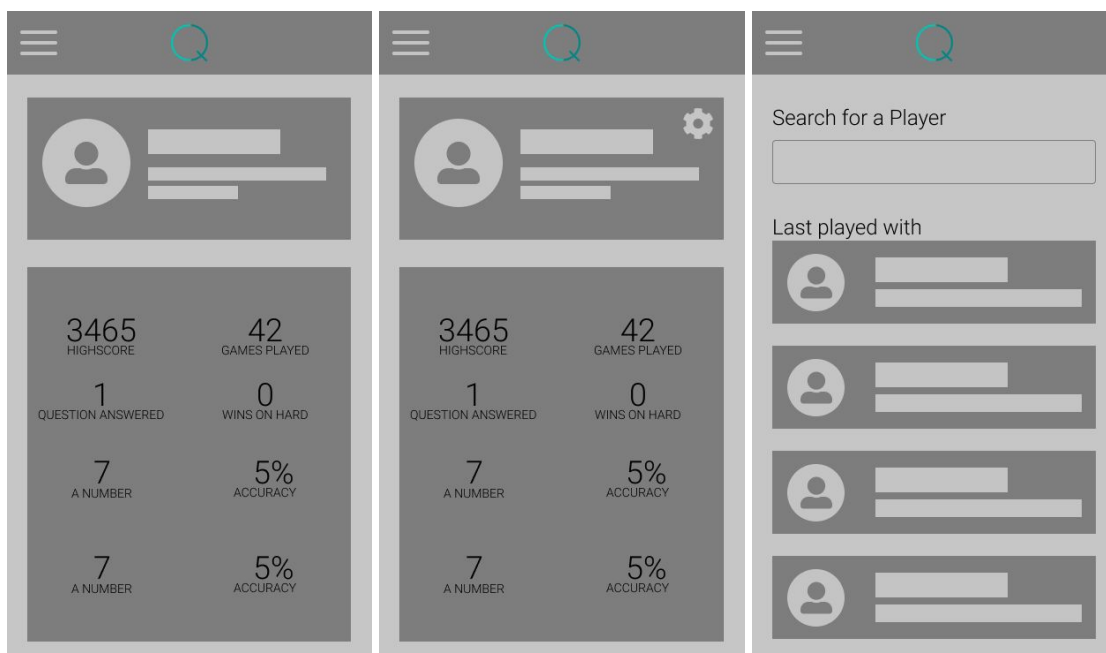 3465 42
HIGHSCORE GAMES PLAYED
1 0
QUESTION ANSWERED WINS ON HARD
7 5%
A NUMBER ACCURACY
7 5%
A NUMBER ACCURACY
3465 42
HIGHSCORE GAMES PLAYED
1 0
QUESTION ANSWERED WINS ON HARD
7 5%
A NUMBER ACCURACY
7 5%
A NUMBER ACCURACY
Search for a Player
Last played with